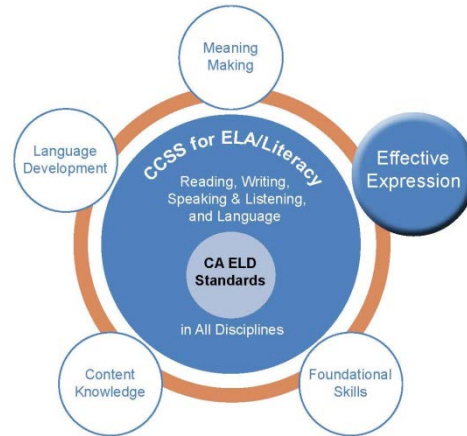 Meaning
Making
Language
Development
Effective
Expression
CCSS for ELA/Literacy
Reading, Writing,
Speaking & Listening,
and Language
CA ELD
Standards
in All Disciplines
Content
Knowledge
Foundational
Skills